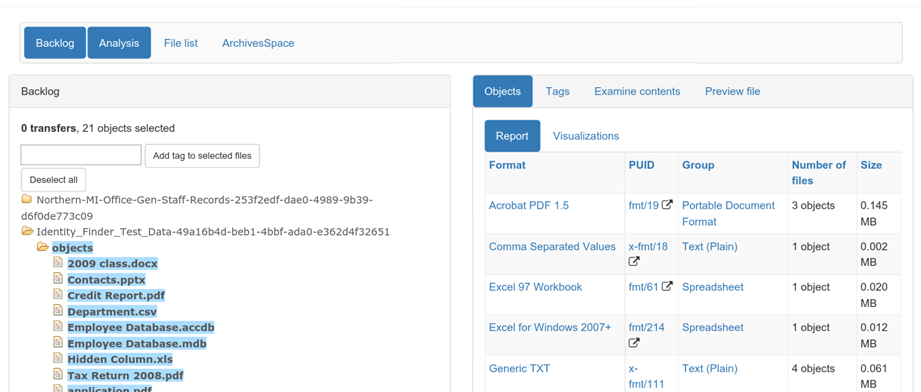 Backlog Analysis File list ArchivesSpace
Backlog
0 transfers, 21 objects selected
Add tag to selected files
Deselect all
Northern-MI-Office-Gen-Staff-Records-253f2edf-dae0-4989-9b39-
d6f0de773c09
Identity_Finder_Test_Data-49a16b4d-beb1-4bbf-ada0-e362d4f32651
objects
2009 class.docx
Contacts.pptx
Credit Report.pdf
Department.csv
Employee Database.accdb
Employee Database.mdb
Hidden Column.xls
Tax Return 2008.pdf
application.pdf
Objects Tags Examine contents Preview file
Report Visualizations
Format PUID Group Number of files Size
Acrobat PDF 1.5 fmt/19 Portable Document Format 3 objects 0.145 MB
Comma Separated Values x-fmt/18 Text (Plain) 1 object 0.002 MB
Excel 97 Workbook fmt/61 Spreadsheet 1 object 0.020 MB
Excel for Windows 2007+ fmt/214 Spreadsheet 1 object 0.012 MB
Generic TXT x-fmt/111 Text (Plain) 4 objects 0.061 MB